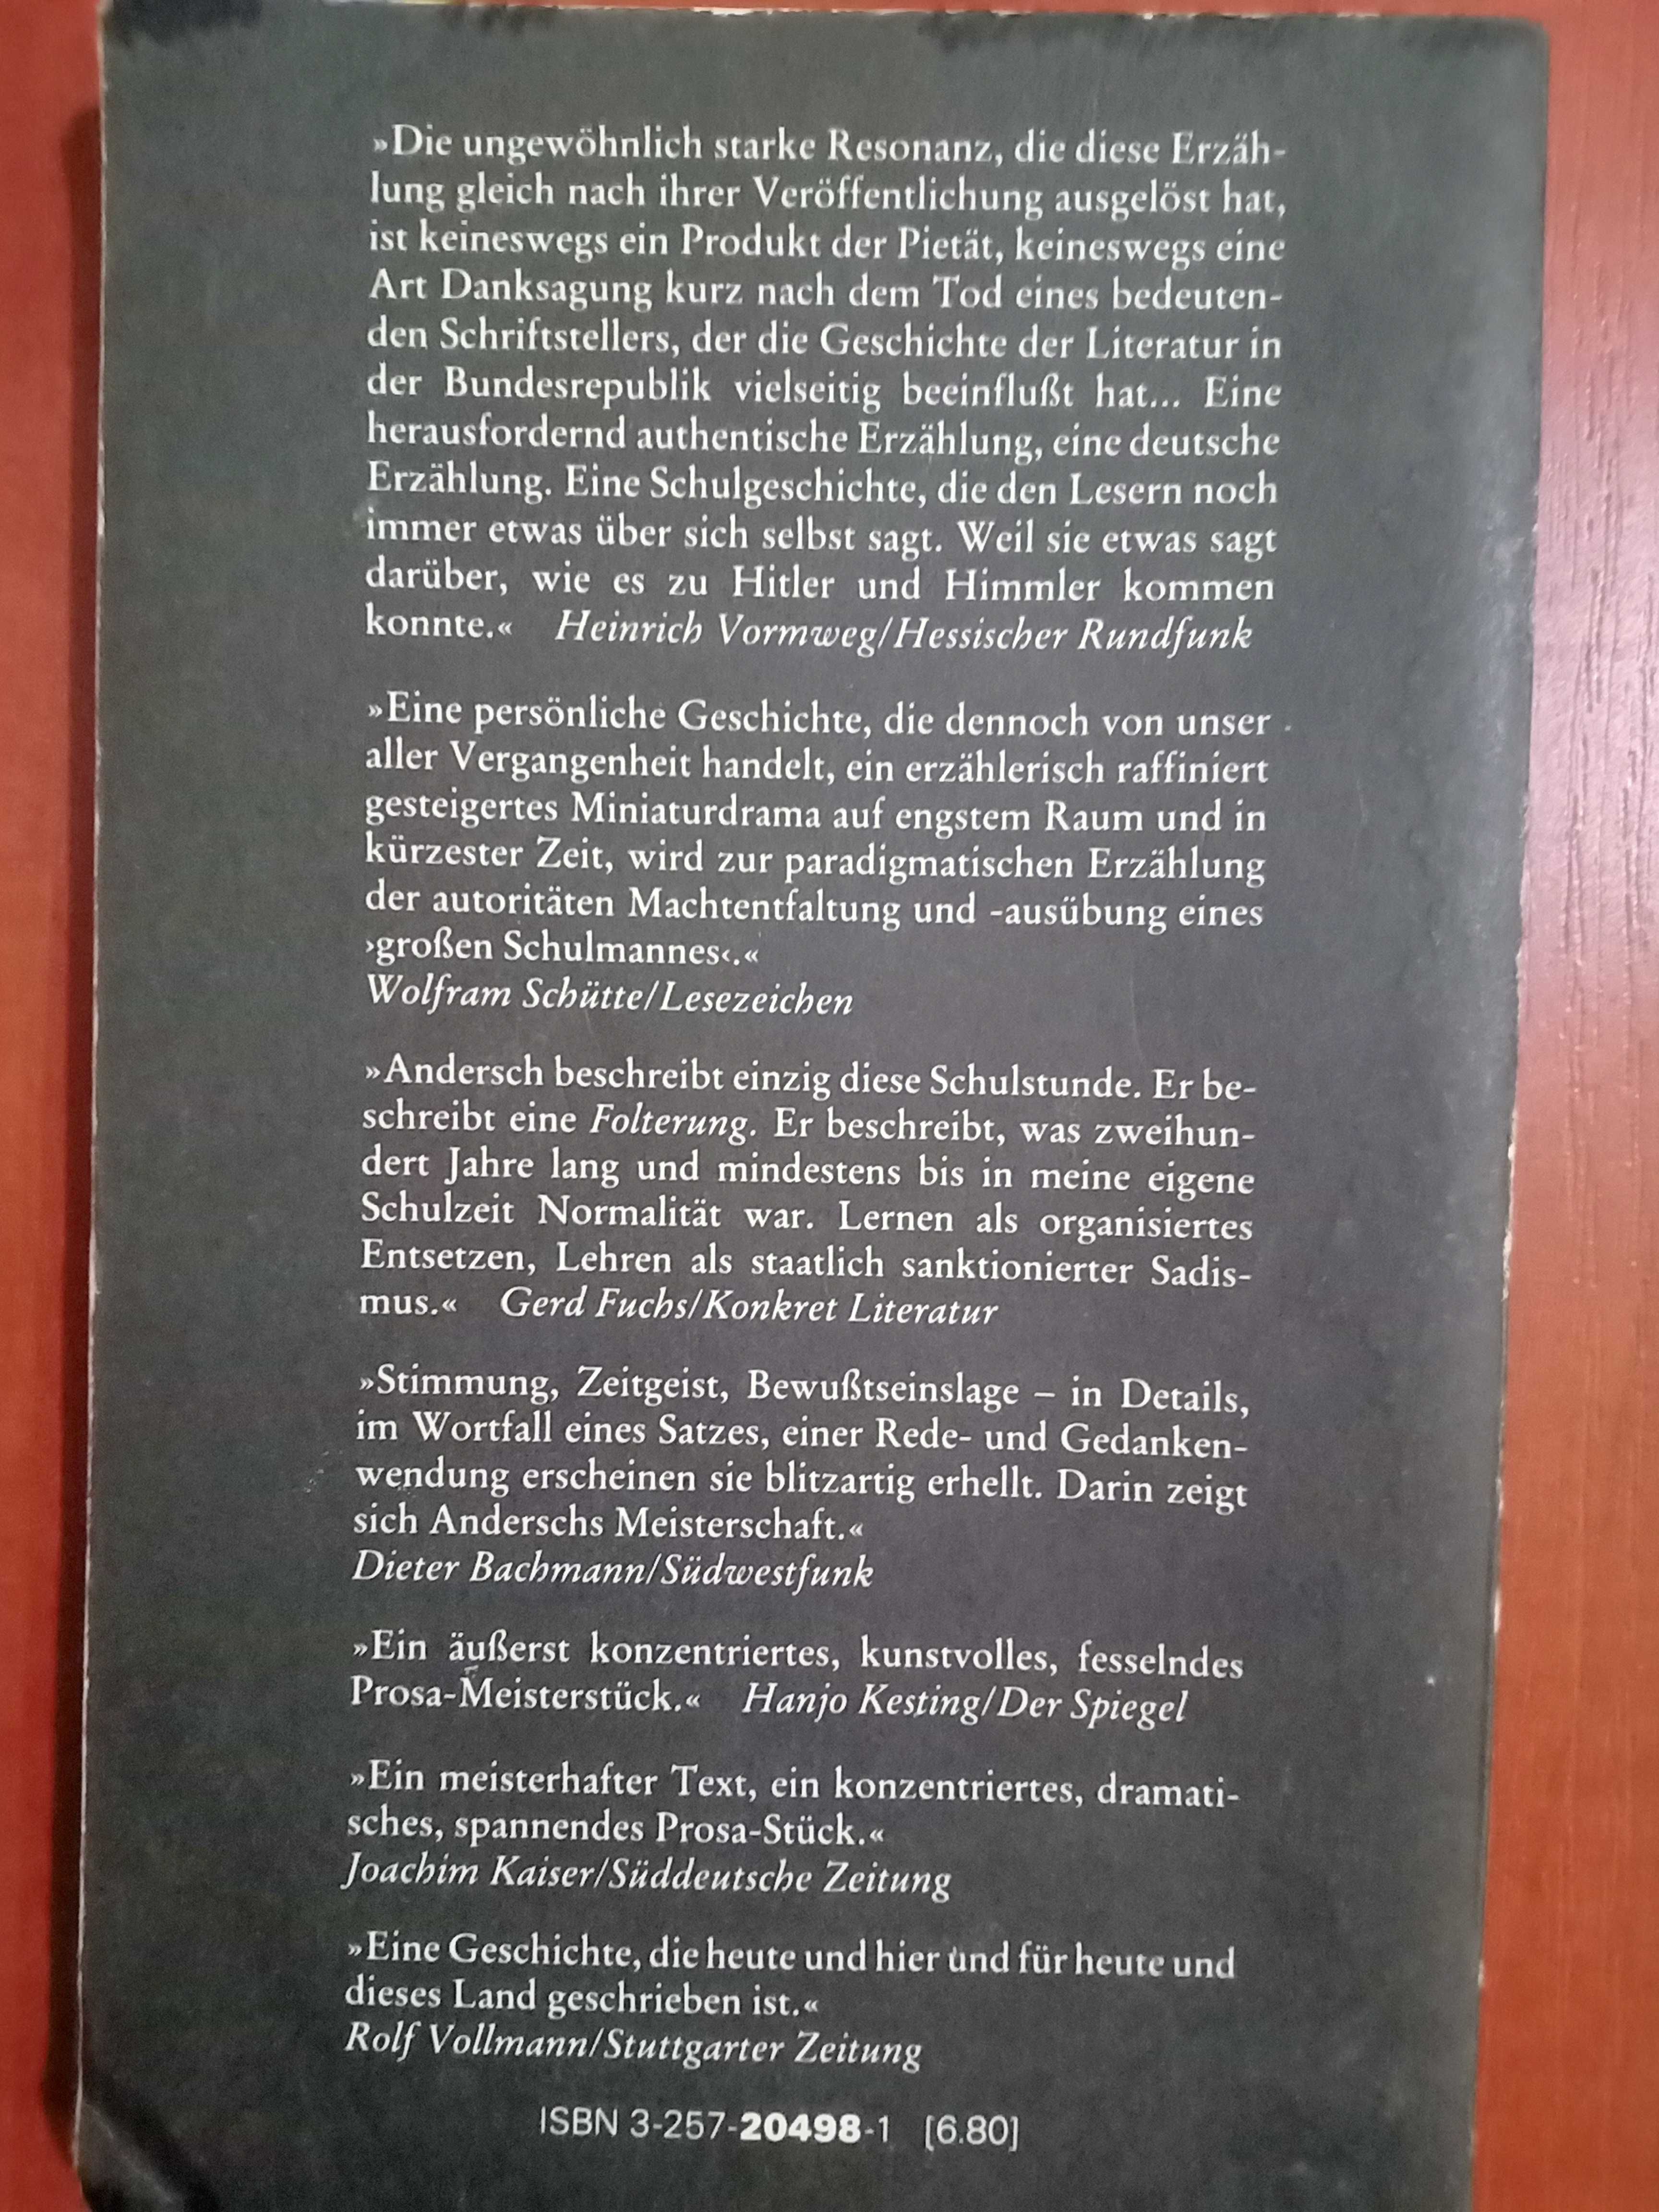 »Die ungewöhnlich starke Resonanz, die diese Erzäh-
lung gleich nach ihrer Veröffentlichung ausgelöst hat,
ist keineswegs ein Produkt der Pietät, keineswegs eine
Art Danksagung kurz nach dem Tod eines bedeuten-
den Schriftstellers, der die Geschichte der Literatur in
der Bundesrepublik vielseitig beeinflußt hat... Eine
herausfordernd authentische Erzählung, eine deutsche
Erzählung. Eine Schulgeschichte, die den Lesern noch
immer etwas über sich selbst sagt. Weil sie etwas sagt
darüber, wie es zu Hitler und Himmler kommen
konnte.« Heinrich Vormweg/Hessischer Rundfunk
»Eine persönliche Geschichte, die dennoch von unser
aller Vergangenheit handelt, ein erzählerisch raffiniert
gesteigertes Miniaturdrama auf engstem Raum und in
kürzester Zeit, wird zur paradigmatischen Erzählung
der autoritäten Machtentfaltung und -ausübung eines
›großen Schulmannes‹.«
Wolfram Schütte/Lesezeichen
»Andersch beschreibt einzig diese Schulstunde. Er be-
schreibt eine Folterung. Er beschreibt, was zweihun-
dert Jahre lang und mindestens bis in meine eigene
Schulzeit Normalität war. Lernen als organisiertes
Entsetzen, Lehren als staatlich sanktionierter Sadis-
mus.« Gerd Fuchs/Konkret Literatur
»Stimmung, Zeitgeist, Bewußtseinslage – in Details,
im Wortfall eines Satzes, einer Rede- und Gedanken-
wendung erscheinen sie blitzartig erhellt. Darin zeigt
sich Anderschs Meisterschaft.«
Dieter Bachmann/Südwestfunk
»Ein äußerst konzentriertes, kunstvolles, fesselndes
Prosa-Meisterstück.« Hanjo Kesting/Der Spiegel
»Ein meisterhafter Text, ein konzentriertes, dramati-
sches, spannendes Prosa-Stück.«
Joachim Kaiser/Süddeutsche Zeitung
»Eine Geschichte, die heute und hier und für heute und
dieses Land geschrieben ist.«
Rolf Vollmann/Stuttgarter Zeitung
ISBN 3-257-20498-1 [6.80]